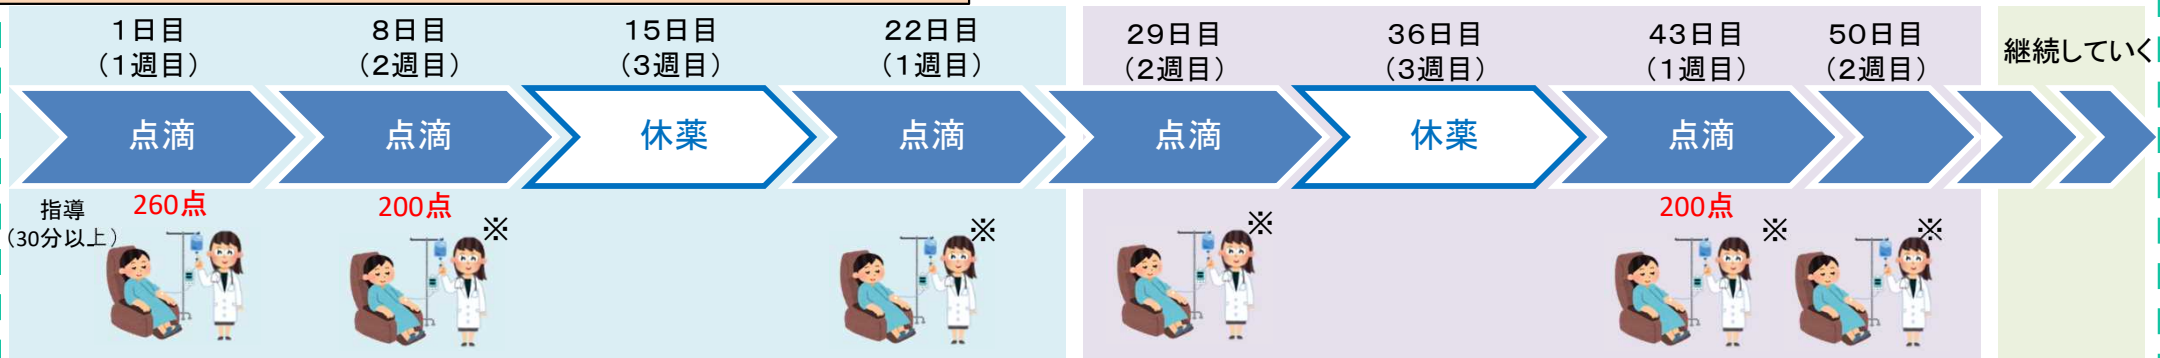 1日目
(1週目)
8日目
(2週目)
15日目
(3週目)
22日目
(1週目)
29日目
(2週目)
36日目
(3週目)
43日目
(1週目)
50日目
(2週目)
継続していく
点滴
点滴
休薬
点滴
点滴
休薬
点滴
指導
(30分以上)
260点
200点
※
※
※
200点
※
※